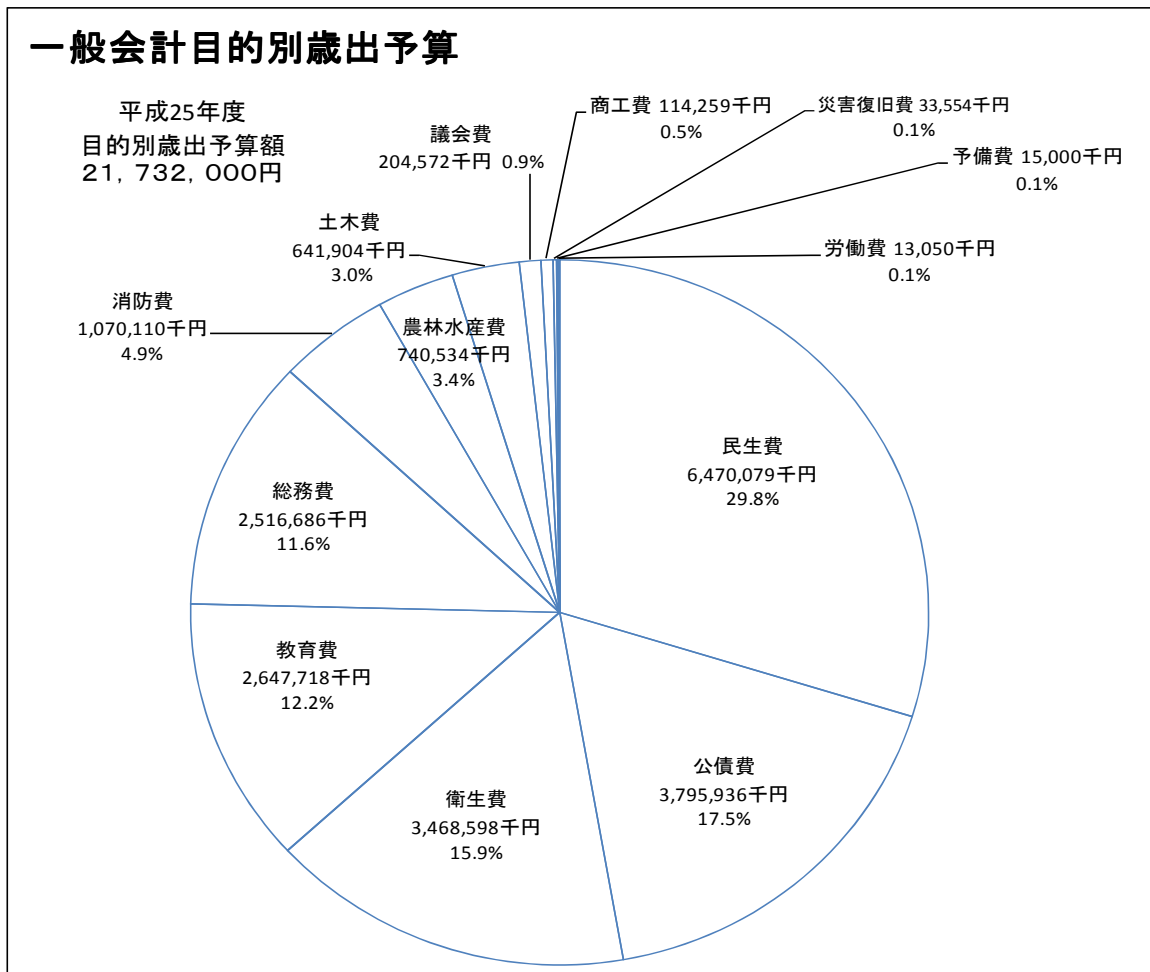 一般会計目的別歳出予算
平成25年度
目的別歳出予算額
21,732,000円
議会費
204,572千円 0.9%
商工費 114,259千円
0.5%
災害復旧費 33,554千円
0.1%
予備費 15,000千円
0.1%
労働費 13,050千円
0.1%
土木費
641,904千円
3.0%
消防費
1,070,110千円
4.9%
農林水産費
740,534千円
3.4%
民生費
6,470,079千円
29.8%
総務費
2,516,686千円
11.6%
教育費
2,647,718千円
12.2%
衛生費
3,468,598千円
15.9%
公債費
3,795,936千円
17.5%